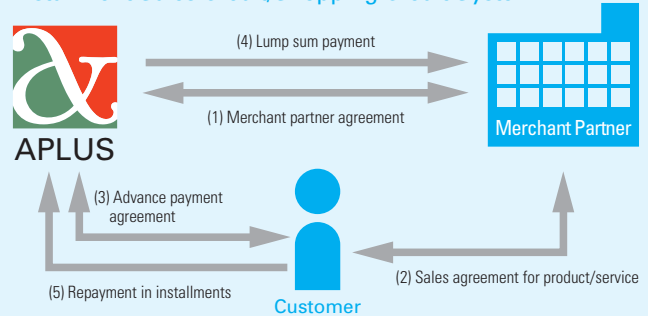 (4) Lump sum payment
(1) Merchant partner agreement
&
APLUS
Merchant Partner
(3) Advance payment
agreement
(2) Sales agreement for product/service
(5) Repayment in installments
Customer